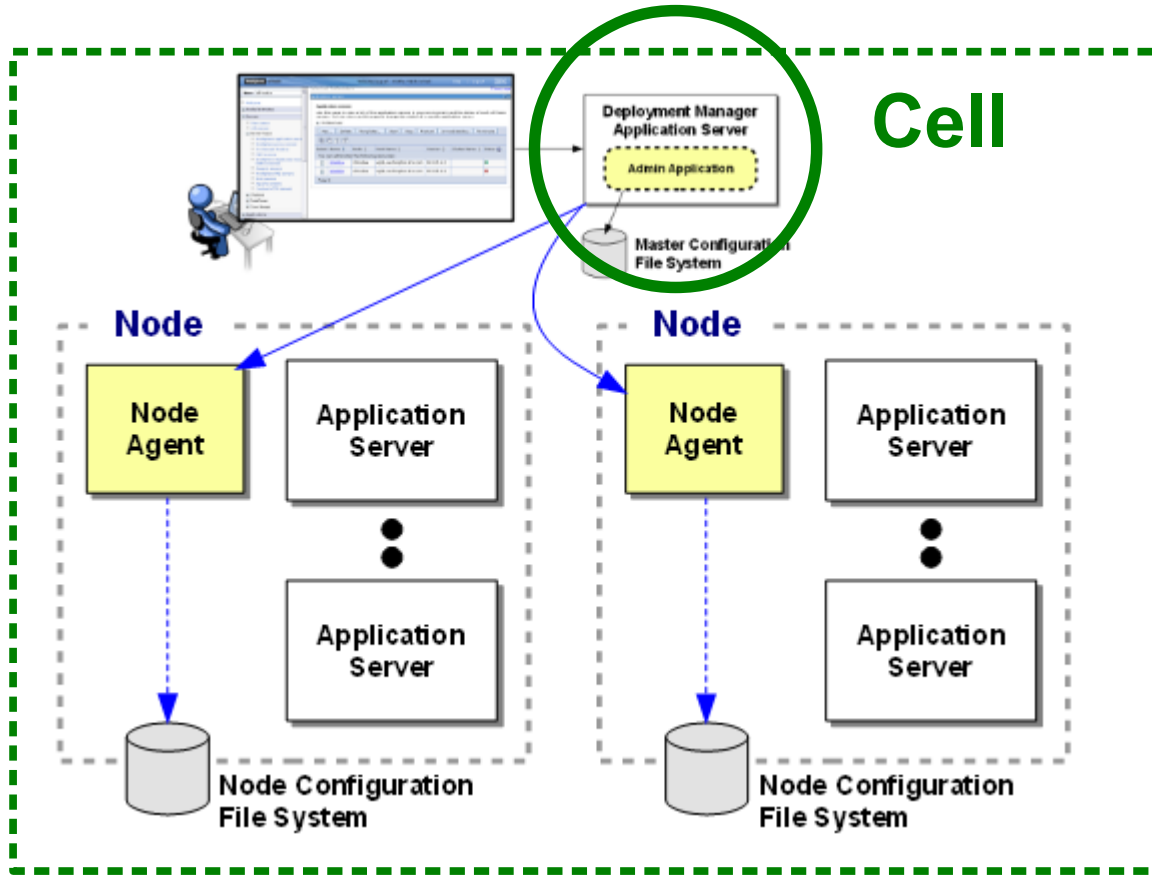 Cell
Deployment Manager
Application Server
Admin Application
Master Configuration
File System
Node
Node
Agent
Application
Server
Application
Server
Node Configuration
File System
Node
Node
Agent
Application
Server
Application
Server
Node Configuration
File System